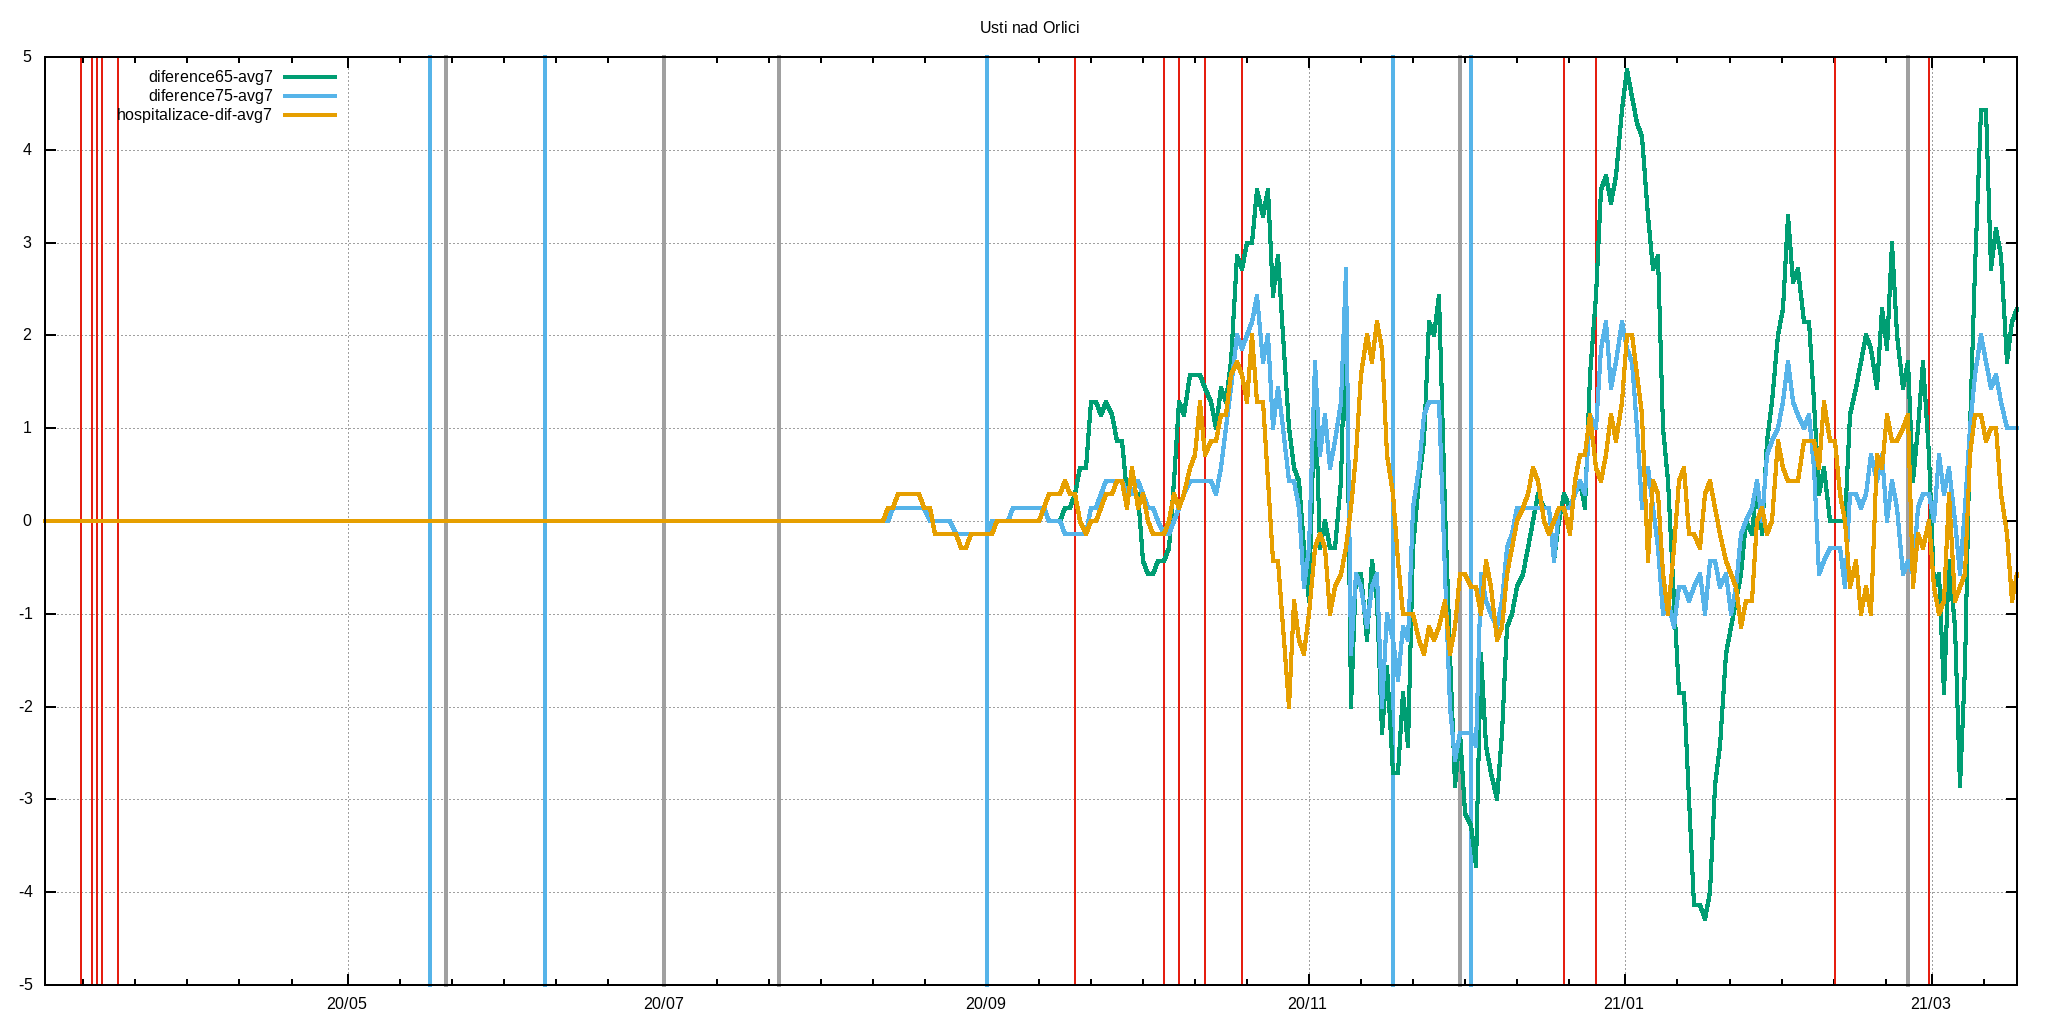 Usti nad Orlici
diference65-avg7
diference75-avg7
hospitalizace-dif-avg7
5
4
3
2
1
0
-1
-2
-3
-4
-5
20/05 20/07 20/09 20/11 21/01 21/03